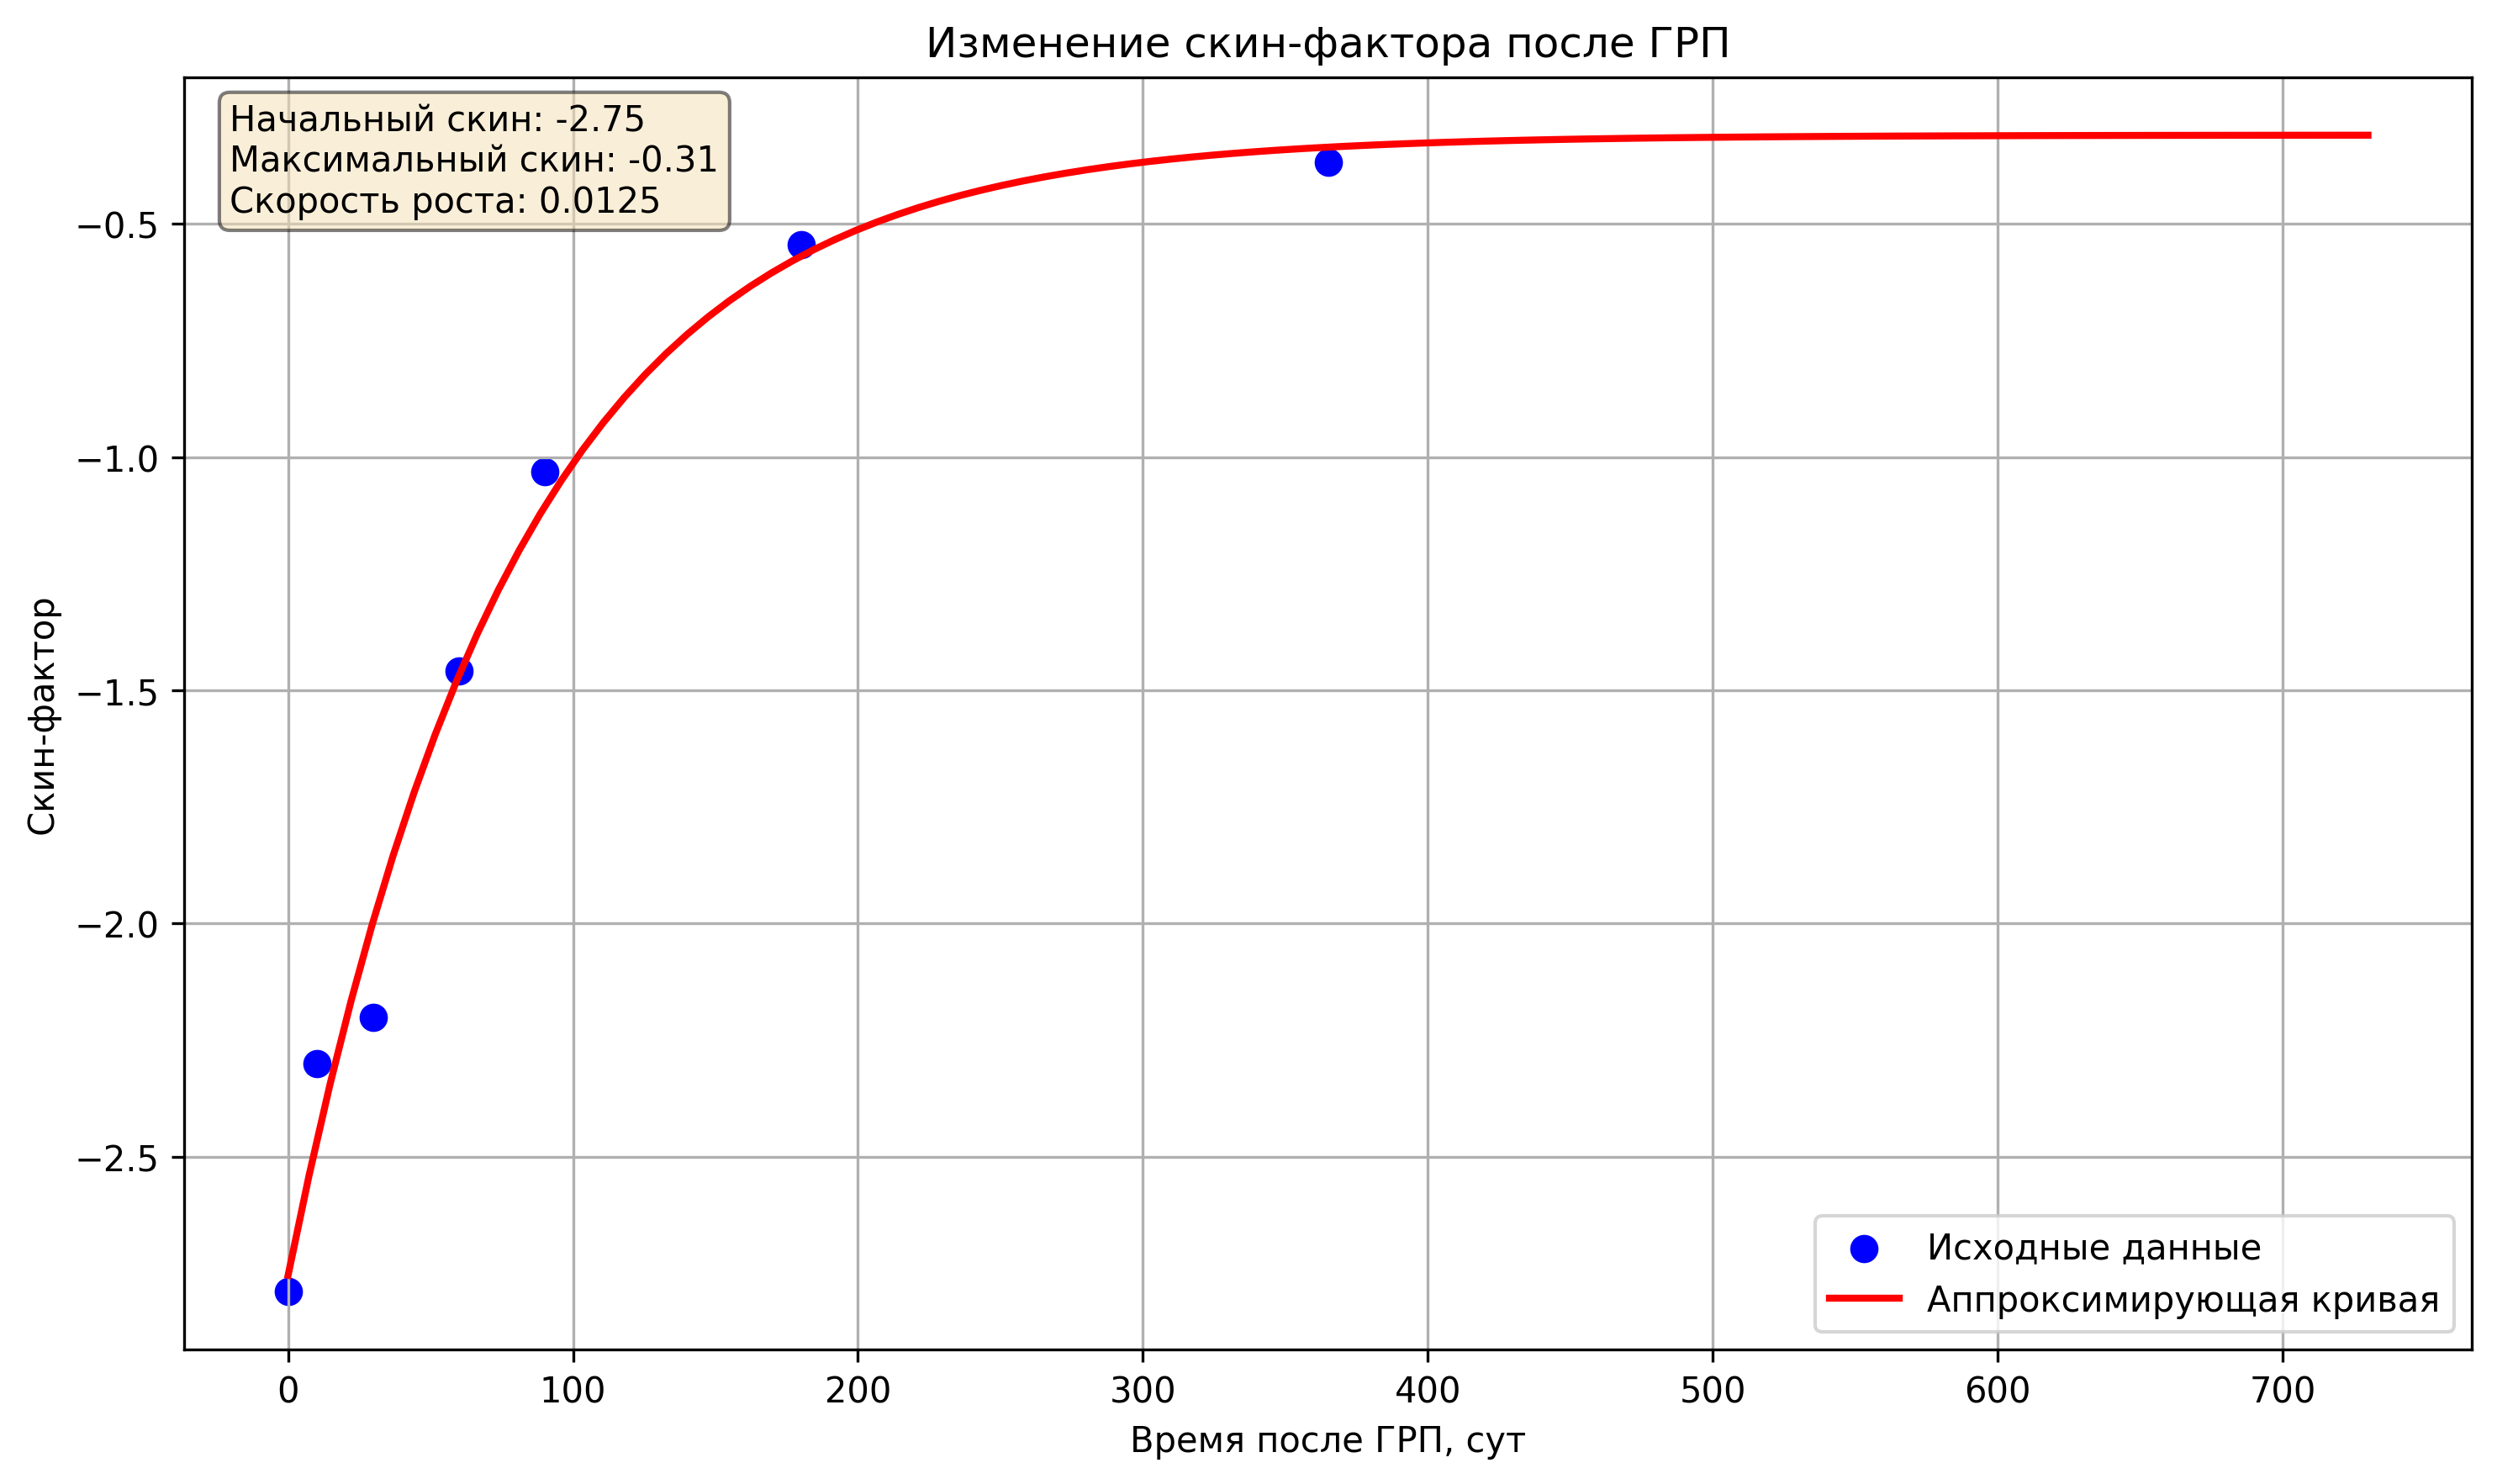 Изменение скин-фактора после ГРП
Начальный скин: -2.75
Максимальный скин: -0.31
Скорость роста: 0.0125
−0.5
−1.0
−1.5
−2.0
−2.5
Скин-фактор
Исходные данные
Аппроксимирующая кривая
0 100 200 300 400 500 600 700
Время после ГРП, сут